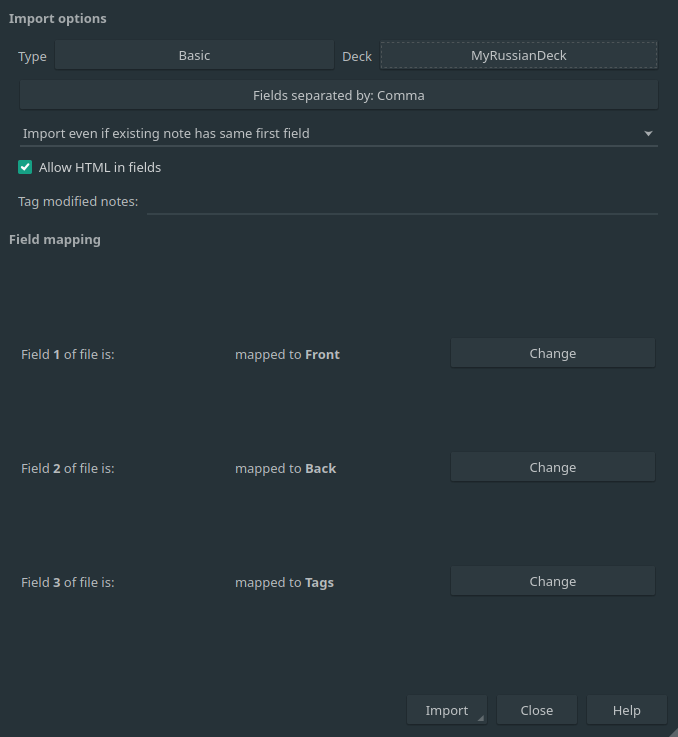 Import options
Type Basic Deck MyRussianDeck
Fields separated by: Comma
Import even if existing note has same first field
Allow HTML in fields
Tag modified notes:
Field mapping
Field 1 of file is: mapped to Front Change
Field 2 of file is: mapped to Back Change
Field 3 of file is: mapped to Tags Change
Import Close Help